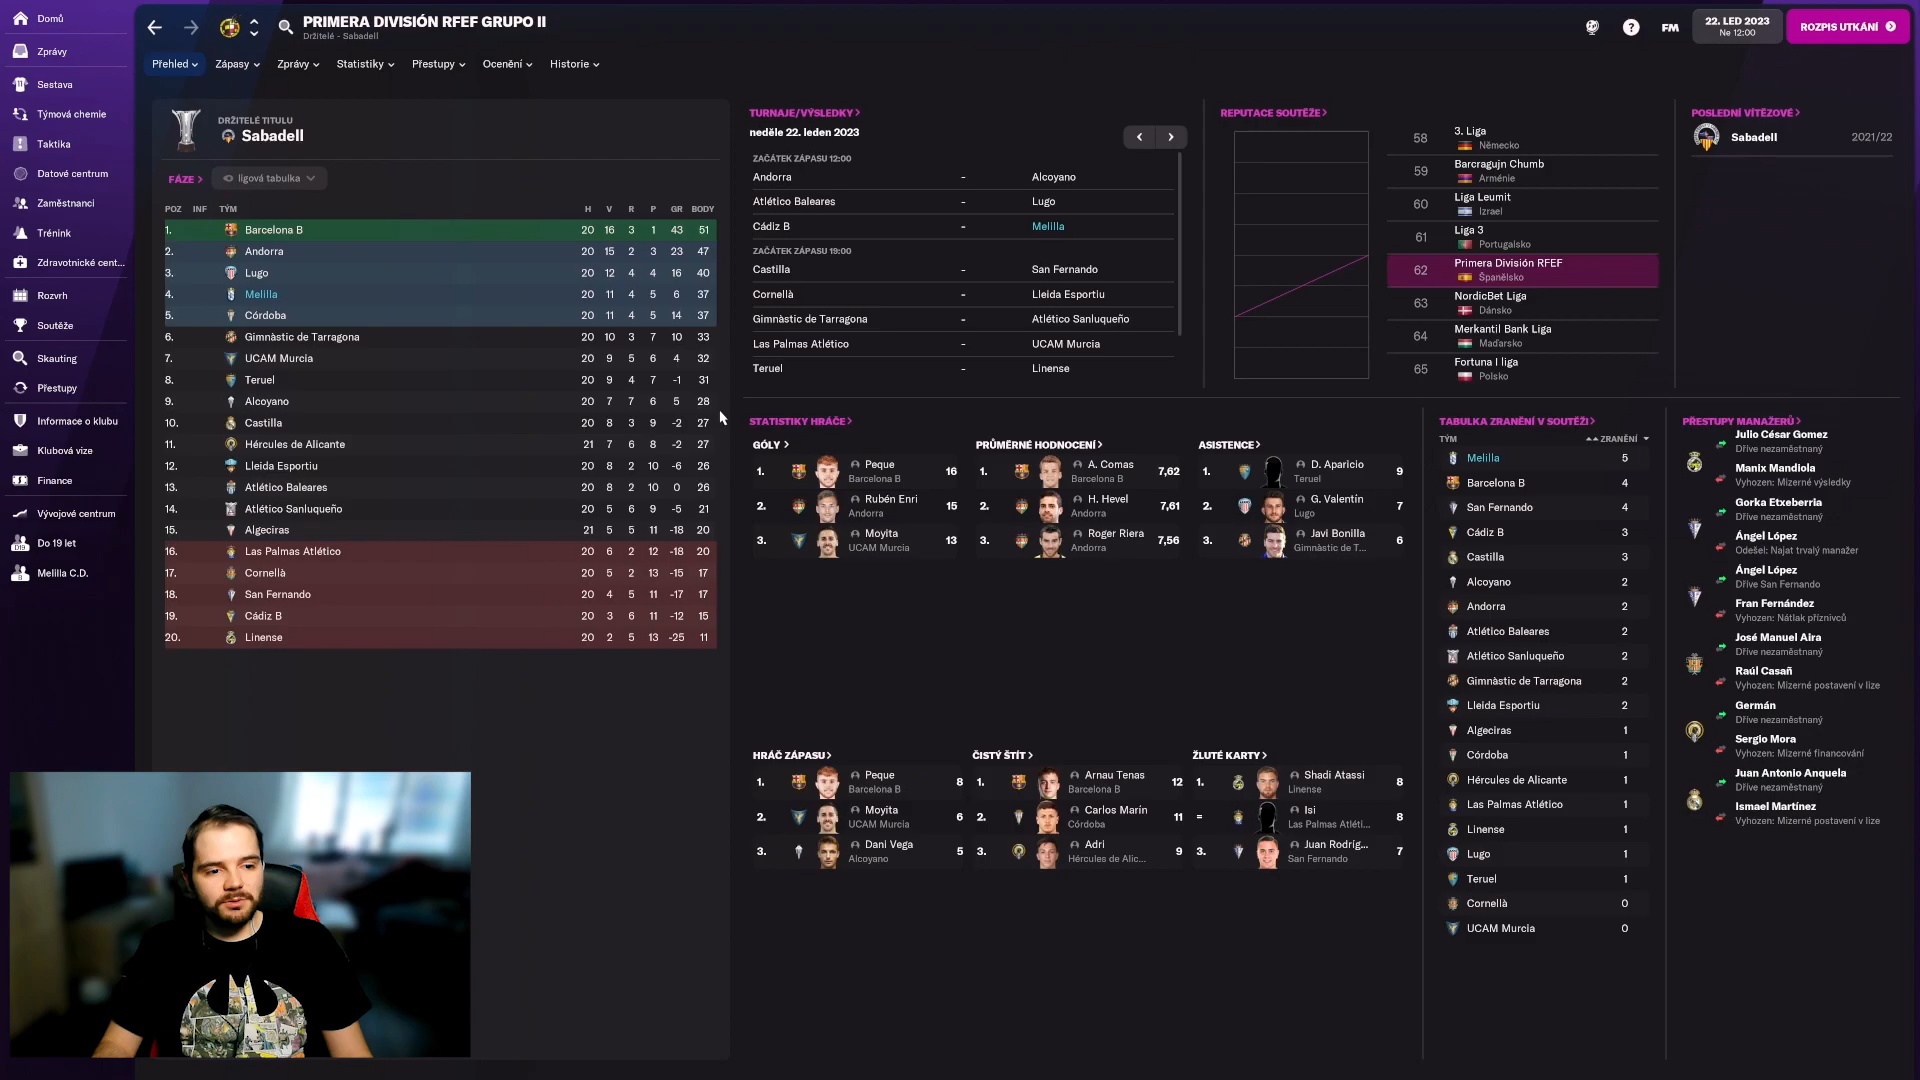 Domů
Zprávy
Sestava
Týmová chemie
Taktika
Datové centrum
Zaměstnanci
Trénink
Zdravotnické cent...
Rozvrh
Soutěže
Skauting
Přestupy
Informace o klubu
Klubová vize
Finance
Vývojové centrum
Do 19 let
Melilla C.D.
PRIMERA DIVISIÓN RFEF GRUPO II
Držitelé - Sabadell
FM
22. LED 2023
Ne 12:00
ROZPIS UTKÁNÍ
Přehled Zápasy Zprávy Statistiky Přestupy Ocenění Historie
DRŽITELÉ TITULU
Sabadell
FÁZE ligová tabulka
POZ INF TÝM H V R P GR BODY
1. Barcelona B 20 16 3 1 43 51
2. Andorra 20 15 2 3 23 47
3. Lugo 20 12 4 4 16 40
4. Melilla 20 11 4 5 6 37
5. Córdoba 20 11 4 5 14 37
6. Gimnàstic de Tarragona 20 10 3 7 10 33
7. UCAM Murcia 20 9 5 6 4 32
8. Teruel 20 9 4 7 -1 31
9. Alcoyano 20 7 7 6 5 28
10. Castilla 20 8 3 9 -2 27
11. Hércules de Alicante 21 7 6 8 -2 27
12. Lleida Esportiu 20 8 2 10 -6 26
13. Atlético Baleares 20 8 2 10 0 26
14. Atlético Sanluqueño 20 5 6 9 -5 21
15. Algeciras 21 5 5 11 -18 20
16. Las Palmas Atlético 20 6 2 12 -18 20
17. Cornellà 20 5 2 13 -15 17
18. San Fernando 20 4 5 11 -17 17
19. Cádiz B 20 3 6 11 -12 15
20. Linense 20 2 5 13 -25 11
TURNAJE/VÝSLEDKY
neděle 22. leden 2023
ZAČÁTEK ZÁPASU 12:00
Andorra - Alcoyano
Atlético Baleares - Lugo
Cádiz B - Melilla
ZAČÁTEK ZÁPASU 19:00
Castilla - San Fernando
Cornellà - Lleida Esportiu
Gimnàstic de Tarragona - Atlético Sanluqueño
Las Palmas Atlético - UCAM Murcia
Teruel - Linense
REPUTACE SOUTĚŽE
58 3. Liga
Německo
59 Barcragujn Chumb
Arménie
60 Liga Leumit
Izrael
61 Liga 3
Portugalsko
62 Primera División RFEF
Španělsko
63 NordicBet Liga
Dánsko
64 Merkantil Bank Liga
Maďarsko
65 Fortuna I liga
Polsko
POSLEDNÍ VÍTĚZOVÉ
Sabadell 2021/22
STATISTIKY HRÁČE
GÓLY
1. Peque 16
Barcelona B
2. Rubén Enri 15
Andorra
3. Moyita 13
UCAM Murcia
PRŮMĚRNÉ HODNOCENÍ
1. A. Comas 7,62
Barcelona B
2. H. Hevel 7,61
Andorra
3. Roger Riera 7,56
Andorra
ASISTENCE
1. D. Aparicio 9
Teruel
2. G. Valentín 7
Lugo
3. Javi Bonilla 6
Gimnàstic de T...
HRÁČ ZÁPASU
1. Peque 8
Barcelona B
2. Moyita 6
UCAM Murcia
3. Dani Vega 5
Alcoyano
ČISTÝ ŠTÍT
1. Arnau Tenas 12
Barcelona B
2. Carlos Marín 11
Córdoba
3. Adri 9
Hércules de Alic...
ŽLUTÉ KARTY
1. Shadi Atassi 8
Linense
= Isi 8
Las Palmas Atléti...
3. Juan Rodríg... 7
San Fernando
TABULKA ZRANĚNÍ V SOUTĚŽI
TÝM ZRANĚNÍ
Melilla 5
Barcelona B 4
San Fernando 4
Cádiz B 3
Castilla 3
Alcoyano 2
Andorra 2
Atlético Baleares 2
Atlético Sanluqueño 2
Gimnàstic de Tarragona 2
Lleida Esportiu 2
Algeciras 1
Córdoba 1
Hércules de Alicante 1
Las Palmas Atlético 1
Linense 1
Lugo 1
Teruel 1
Cornellà 0
UCAM Murcia 0
PŘESTUPY MANAŽERŮ
Julio César Gomez
Dříve nezaměstnaný
Manix Mandiola
Vyhozen: Mizerné výsledky
Gorka Etxeberria
Dříve nezaměstnaný
Ángel López
Odešel: Najat trvalý manažer
Ángel López
Dříve San Fernando
Fran Fernández
Vyhozen: Nátlak příznivců
José Manuel Aira
Dříve nezaměstnaný
Raúl Casañ
Vyhozen: Mizerné postavení v lize
Germán
Dříve nezaměstnaný
Sergio Mora
Vyhozen: Mizerné financování
Juan Antonio Anquela
Dříve nezaměstnaný
Ismael Martínez
Vyhozen: Mizerné postavení v lize